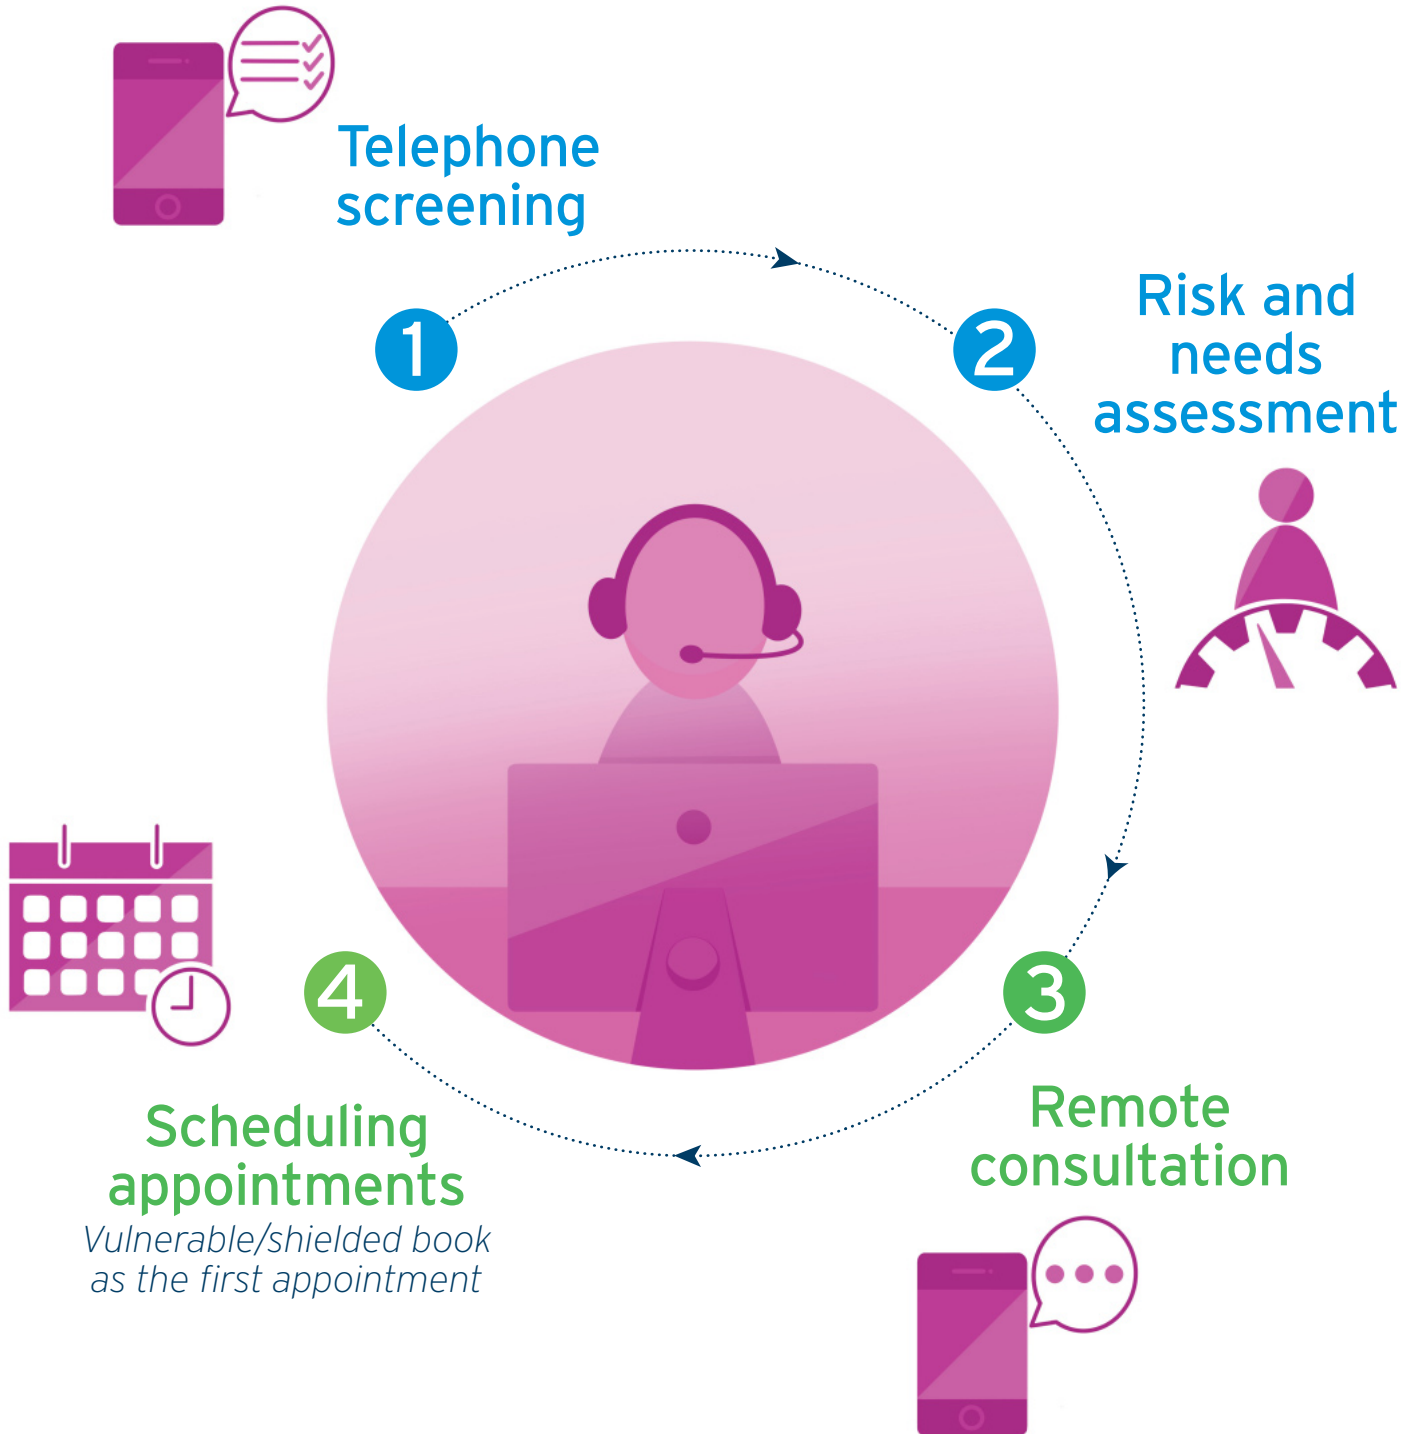 Telephone
screening
1
2
Risk and
needs
assessment
3
Remote
consultation
4
Scheduling
appointments
Vulnerable/shielded book
as the first appointment